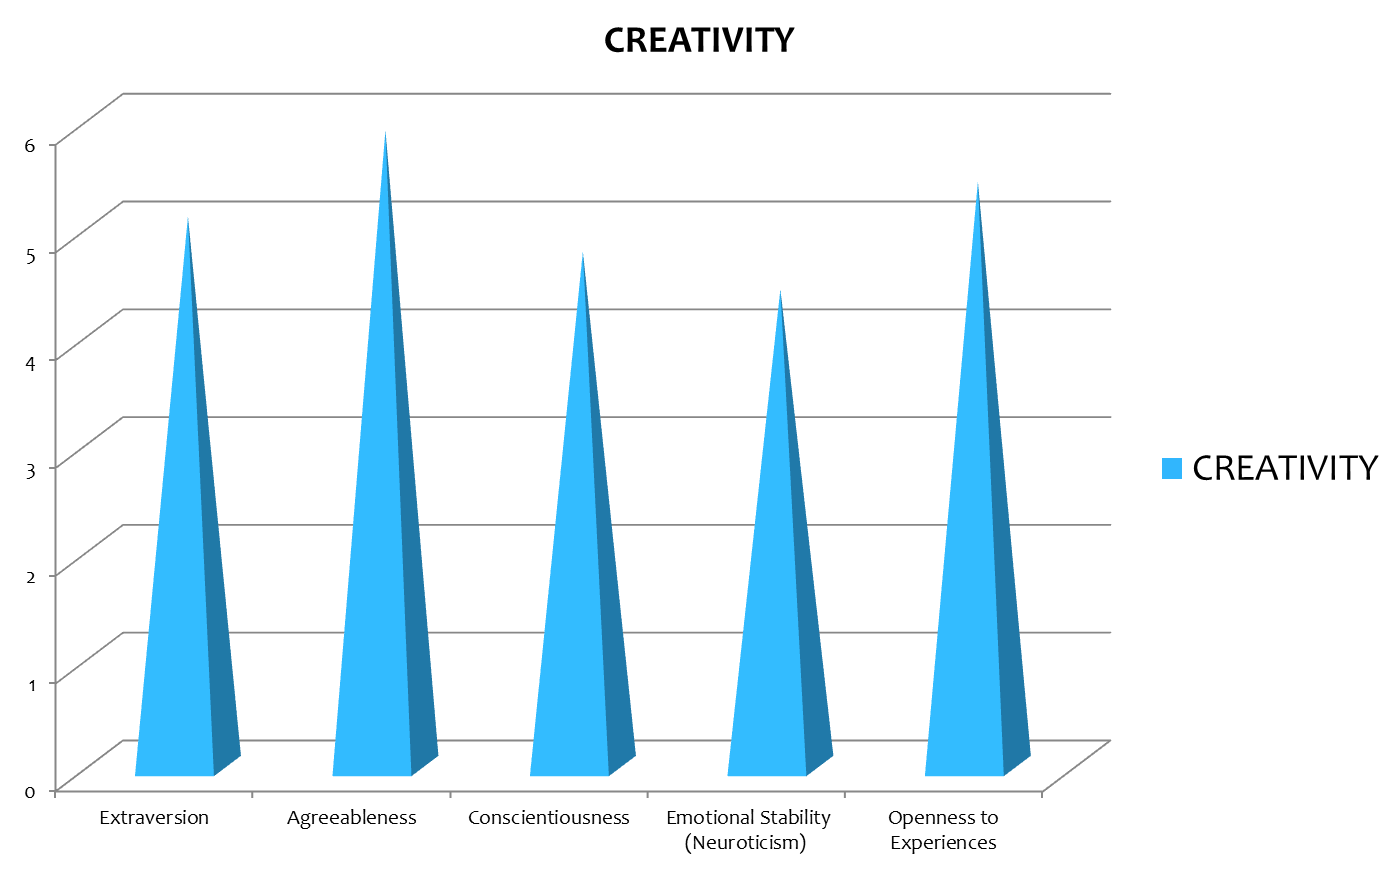 CREATIVITY
6
5
4
3
2
1
0
Extraversion
Agreeableness
Conscientiousness
Emotional Stability
(Neuroticism)
Openness to
Experiences
CREATIVITY